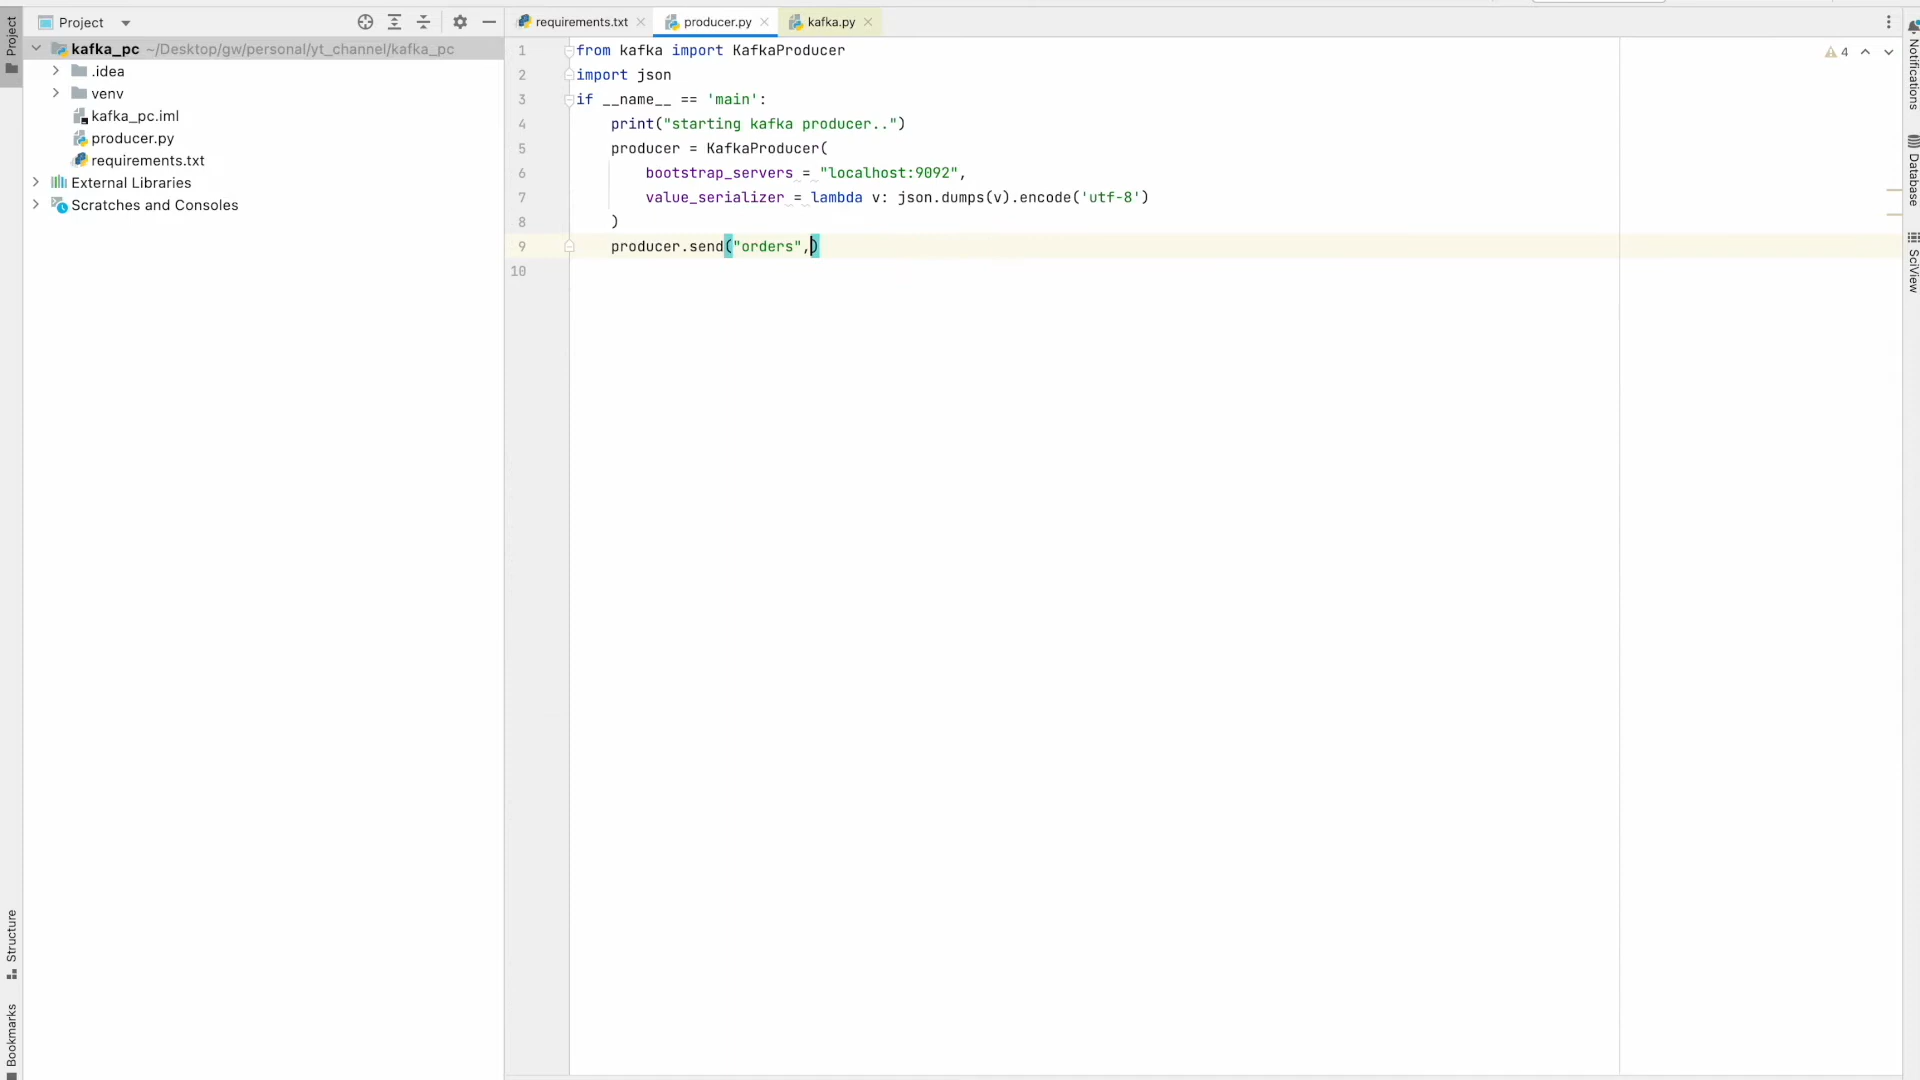 Project
requirements.txt
producer.py
kafka.py
kafka_pc ~/Desktop/gw/personal/yt_channel/kafka_pc
.idea
venv
kafka_pc.iml
producer.py
requirements.txt
External Libraries
Scratches and Consoles
1 from kafka import KafkaProducer
2 import json
3 if __name__ == 'main':
4 print("starting kafka producer..")
5 producer = KafkaProducer(
6 bootstrap_servers = "localhost:9092",
7 value_serializer = lambda v: json.dumps(v).encode('utf-8')
8 )
9 producer.send("orders",)
10
4
Project
Structure
Bookmarks
Notifications
Database
SciView